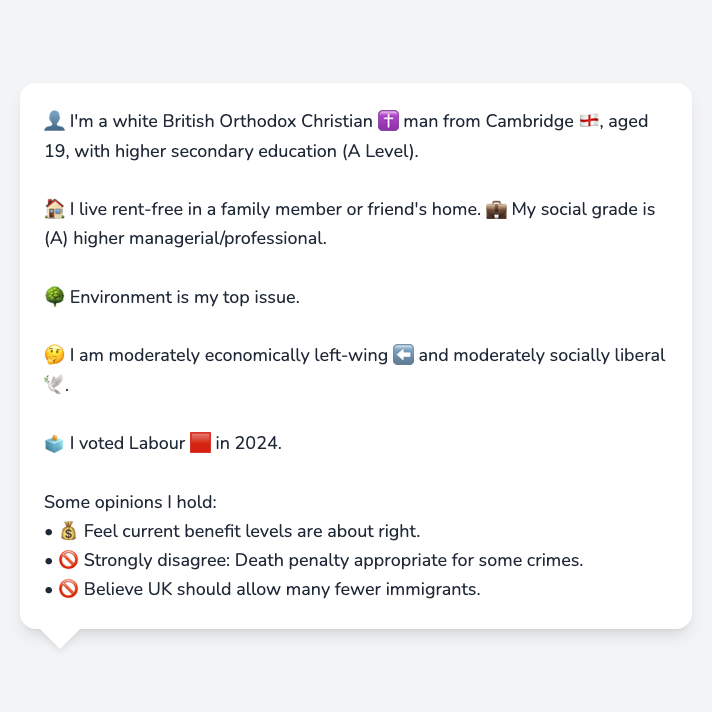 👤 I'm a white British Orthodox Christian ✝️ man from Cambridge 🏴󠁧󠁢󠁥󠁮󠁧󠁿, aged
19, with higher secondary education (A Level).
🏠 I live rent-free in a family member or friend's home. 💼 My social grade is
(A) higher managerial/professional.
🌳 Environment is my top issue.
🤔 I am moderately economically left-wing ⬅️ and moderately socially liberal
🕊️.
🗳️ I voted Labour 🟥 in 2024.
Some opinions I hold:
• 💰 Feel current benefit levels are about right.
• 🚫 Strongly disagree: Death penalty appropriate for some crimes.
• 🚫 Believe UK should allow many fewer immigrants.